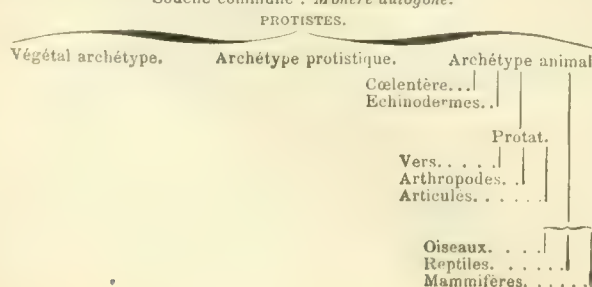 Souche commune : Monère autogone.
PROTISTES.
Végétal archétype. Archétype protistique. Archétype animal
Cœlentère...
Echinodermes..
Protat.
Vers. . . . .
Arthropodes. .
Articules. . . . .
Oiseaux. . . .
Reptiles. . . . . .
Mammifères. . . . . .